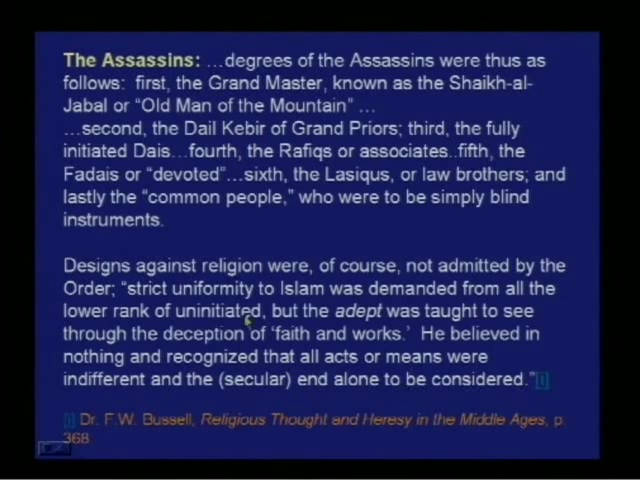 The Assassins: …degrees of the Assassins were thus as
follows: first, the Grand Master, known as the Shaikh-al-
Jabal or "Old Man of the Mountain" …
…second, the Dail Kebir of Grand Priors; third, the fully
initiated Dais…fourth, the Rafiqs or associates..fifth, the
Fadais or "devoted"…sixth, the Lasiqus, or law brothers; and
lastly the "common people," who were to be simply blind
instruments.
Designs against religion were, of course, not admitted by the
Order; "strict uniformity to Islam was demanded from all the
lower rank of uninitiated, but the adept was taught to see
through the deception of 'faith and works.' He believed in
nothing and recognized that all acts or means were
indifferent and the (secular) end alone to be considered."[i]
[i] Dr. F.W. Bussell, Religious Thought and Heresy in the Middle Ages, p.
368